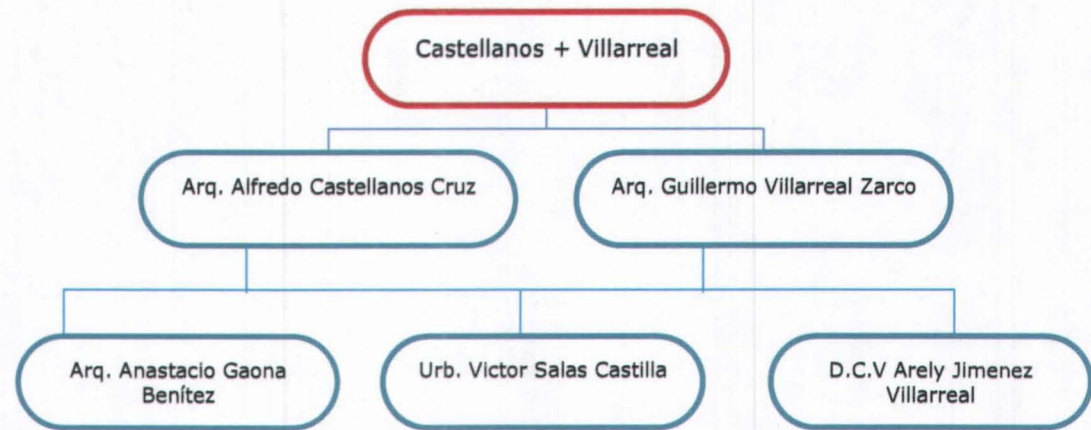 Castellanos + Villarreal
Arq. Alfredo Castellanos Cruz
Arq. Guillermo Villarreal Zarco
Arq. Anastacio Gaona
Benítez
Urb. Victor Salas Castilla
D.C.V Arely Jimenez
Villarreal